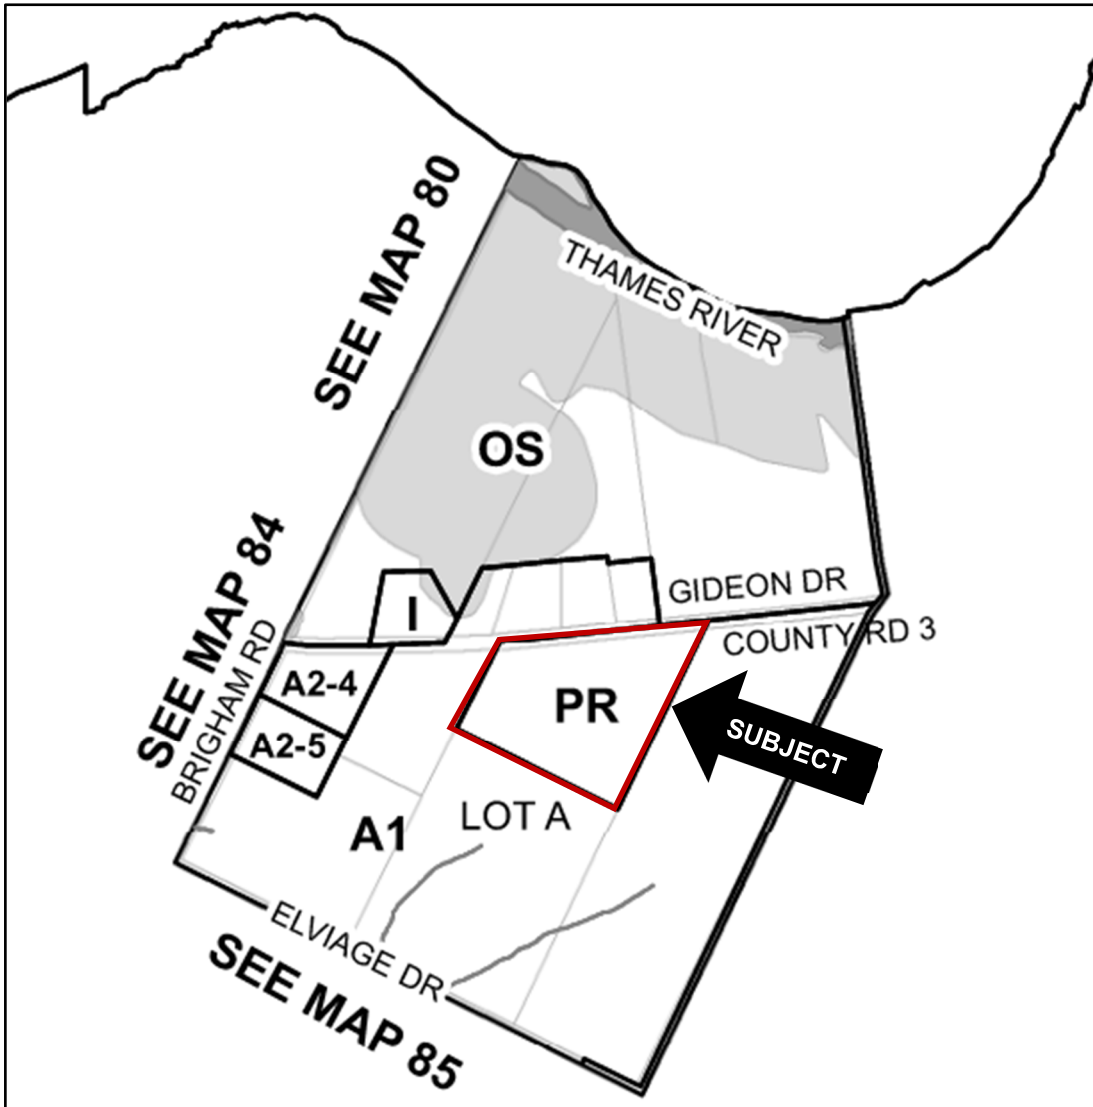 SEE MAP 80
THAMES RIVER
OS
SEE MAP 84
GIDEON DR
I
COUNTY RD 3
BRIGHAM RD
A2-4
PR
A2-5
SUBJECT
LOT A
A1
ELVIAGE DR
SEE MAP 85